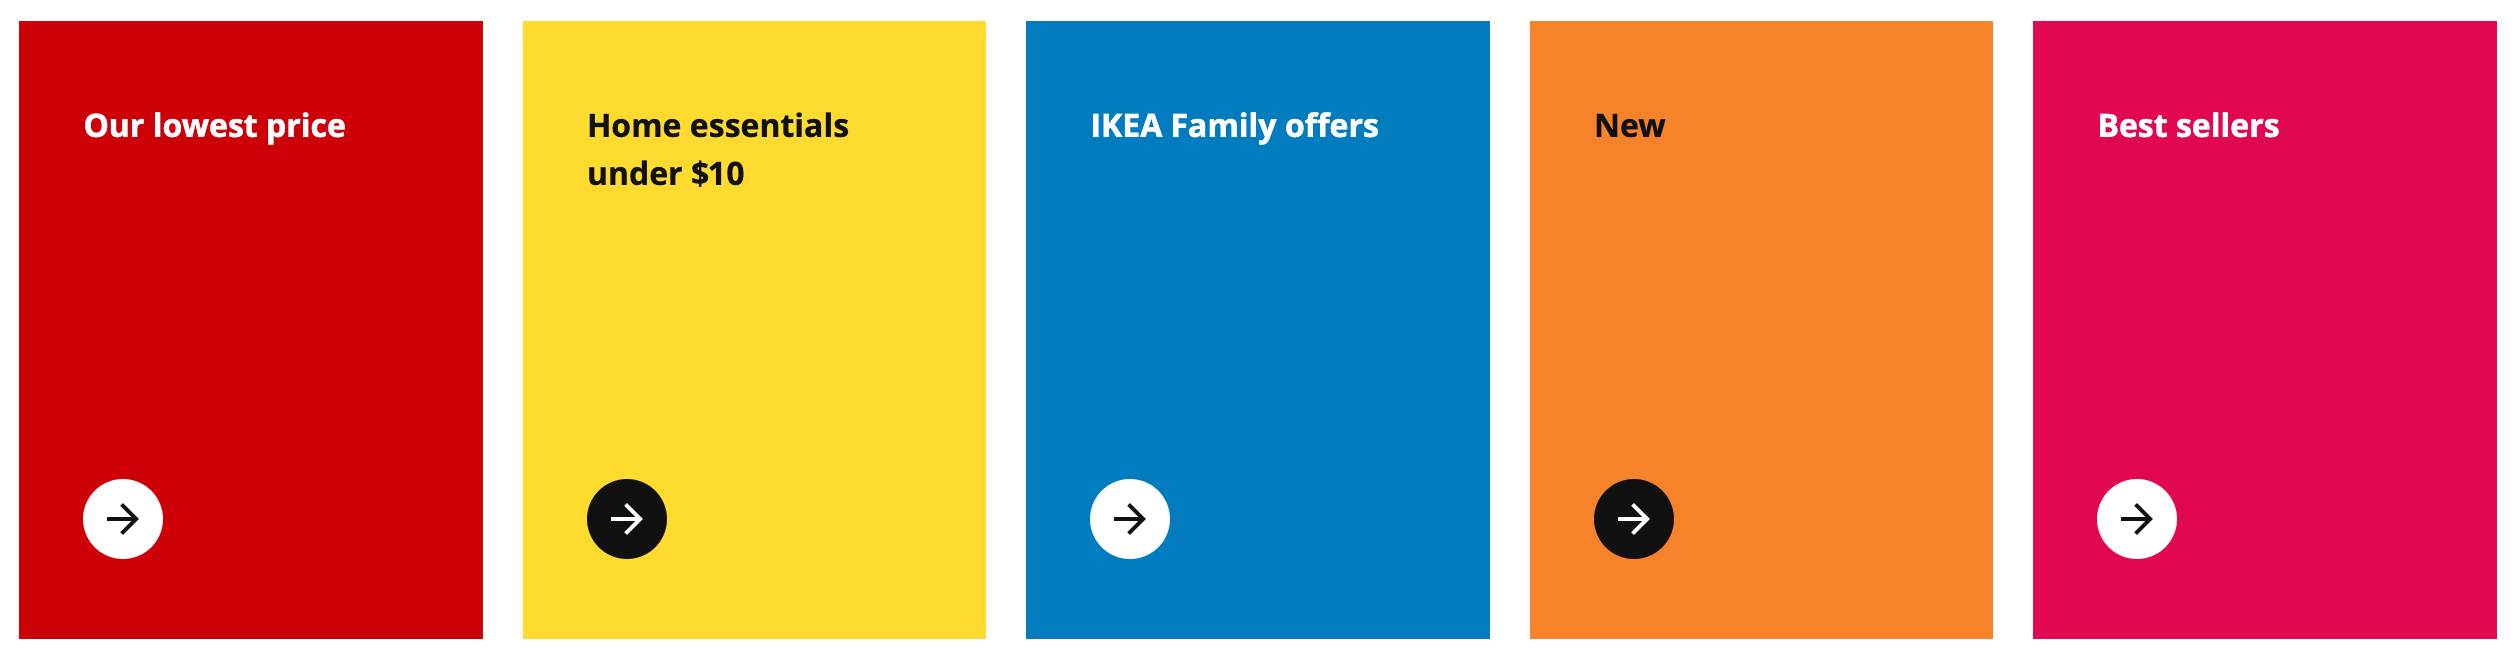 Our lowest price
Home essentials
under $10
IKEA Family offers
New
Best sellers